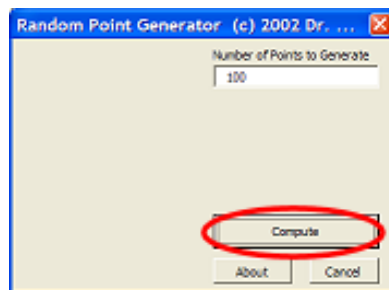 Random Point Generator (c) 2002 Dr. ...
Number of Points to Generate
100
Compute
About Cancel